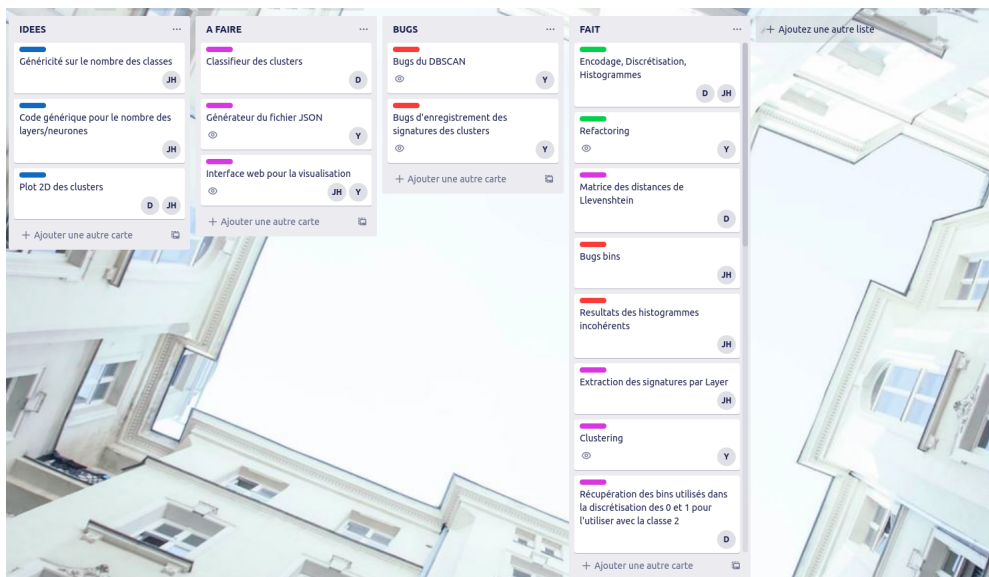 IDEES
Généricité sur le nombre des classes
JH
Code générique pour le nombre des
layers/neurones
JH
Plot 2D des clusters
D JH
+ Ajouter une autre carte
A FAIRE
Classifieur des clusters
D
Générateur du fichier JSON
Y
Interface web pour la visualisation
JH Y
+ Ajouter une autre carte
BUGS
Bugs du DBSCAN
Y
Bugs d'enregistrement des
signatures des clusters
Y
+ Ajouter une autre carte
FAIT
Encodage, Discrétisation,
Histogrammes
D JH
Refactoring
Y
Matrice des distances de
Llevenshtein
D
Bugs bins
JH
Resultats des histogrammes
incohérents
JH
Extraction des signatures par Layer
JH
Clustering
Y
Récupération des bins utilisés dans
la discrétisation des 0 et 1 pour
l'utiliser avec la classe 2
D
+ Ajouter une autre carte
+ Ajoutez une autre liste